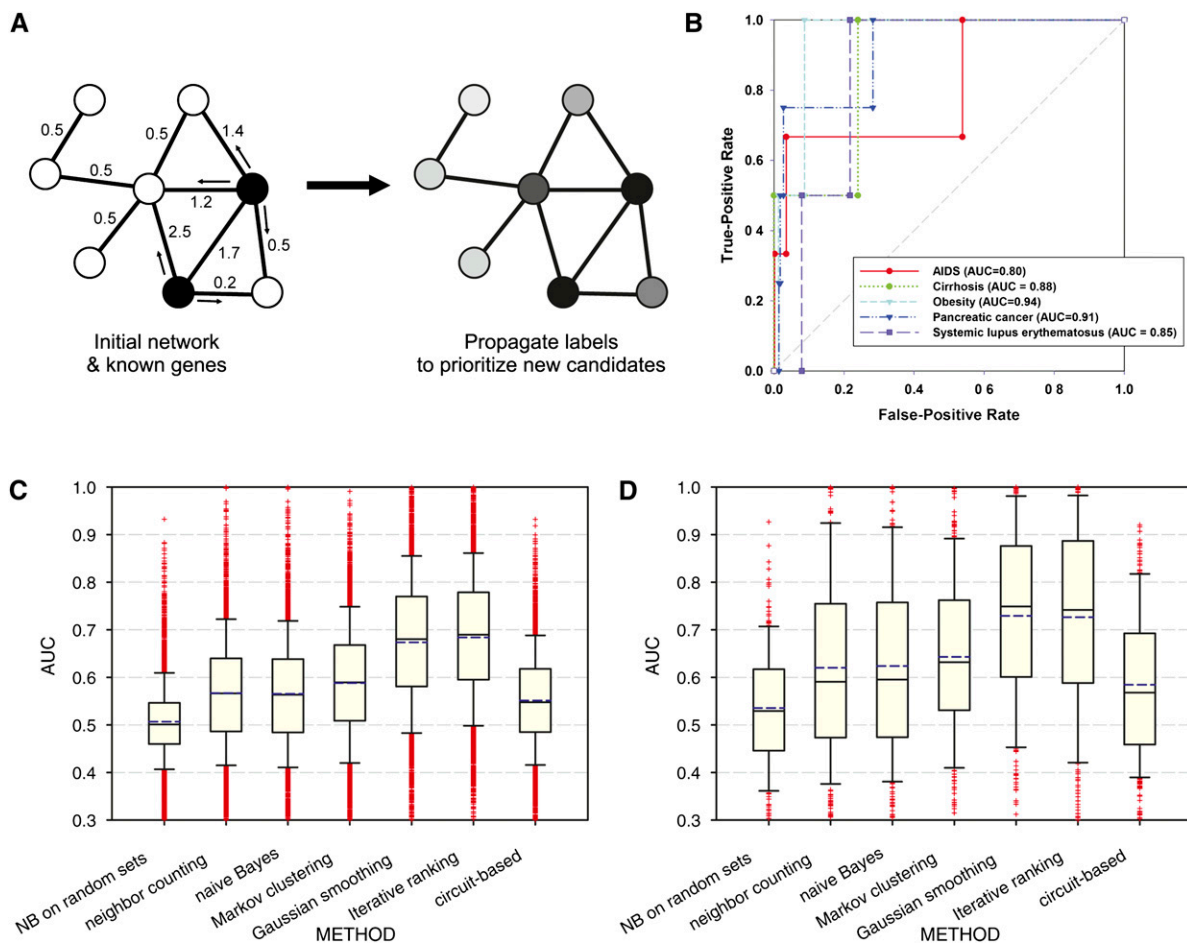 A
0.5
0.5
0.5
0.5
1.4
1.2
2.5
1.7
0.5
0.2
Initial network
& known genes
Propagate labels
to prioritize new candidates
B
True-Positive Rate
1.0
0.8
0.6
0.4
0.2
0.0
AIDS (AUC=0.80)
Cirrhosis (AUC = 0.88)
Obesity (AUC=0.94)
Pancreatic cancer (AUC=0.91)
Systemic lupus erythematosus (AUC = 0.85)
0.0 0.2 0.4 0 6 0.8 1.0
False-Positive Rate
C
AUC
1.0
0.9
0.8
0.7
0.6
0.5
0.4
0.3
NB on random sets
neighbor counting
naive Bayes
Markov clustering
Gaussian smoothing
Iterative ranking
circuit-based
METHOD
D
AUC
1.0
0.9
0.8
0.7
0.6
0.5
0.4
0.3
NB on random sets
neighbor counting
naive Bayes
Markov clustering
Gaussian smoothing
Iterative ranking
circuit-based
METHOD